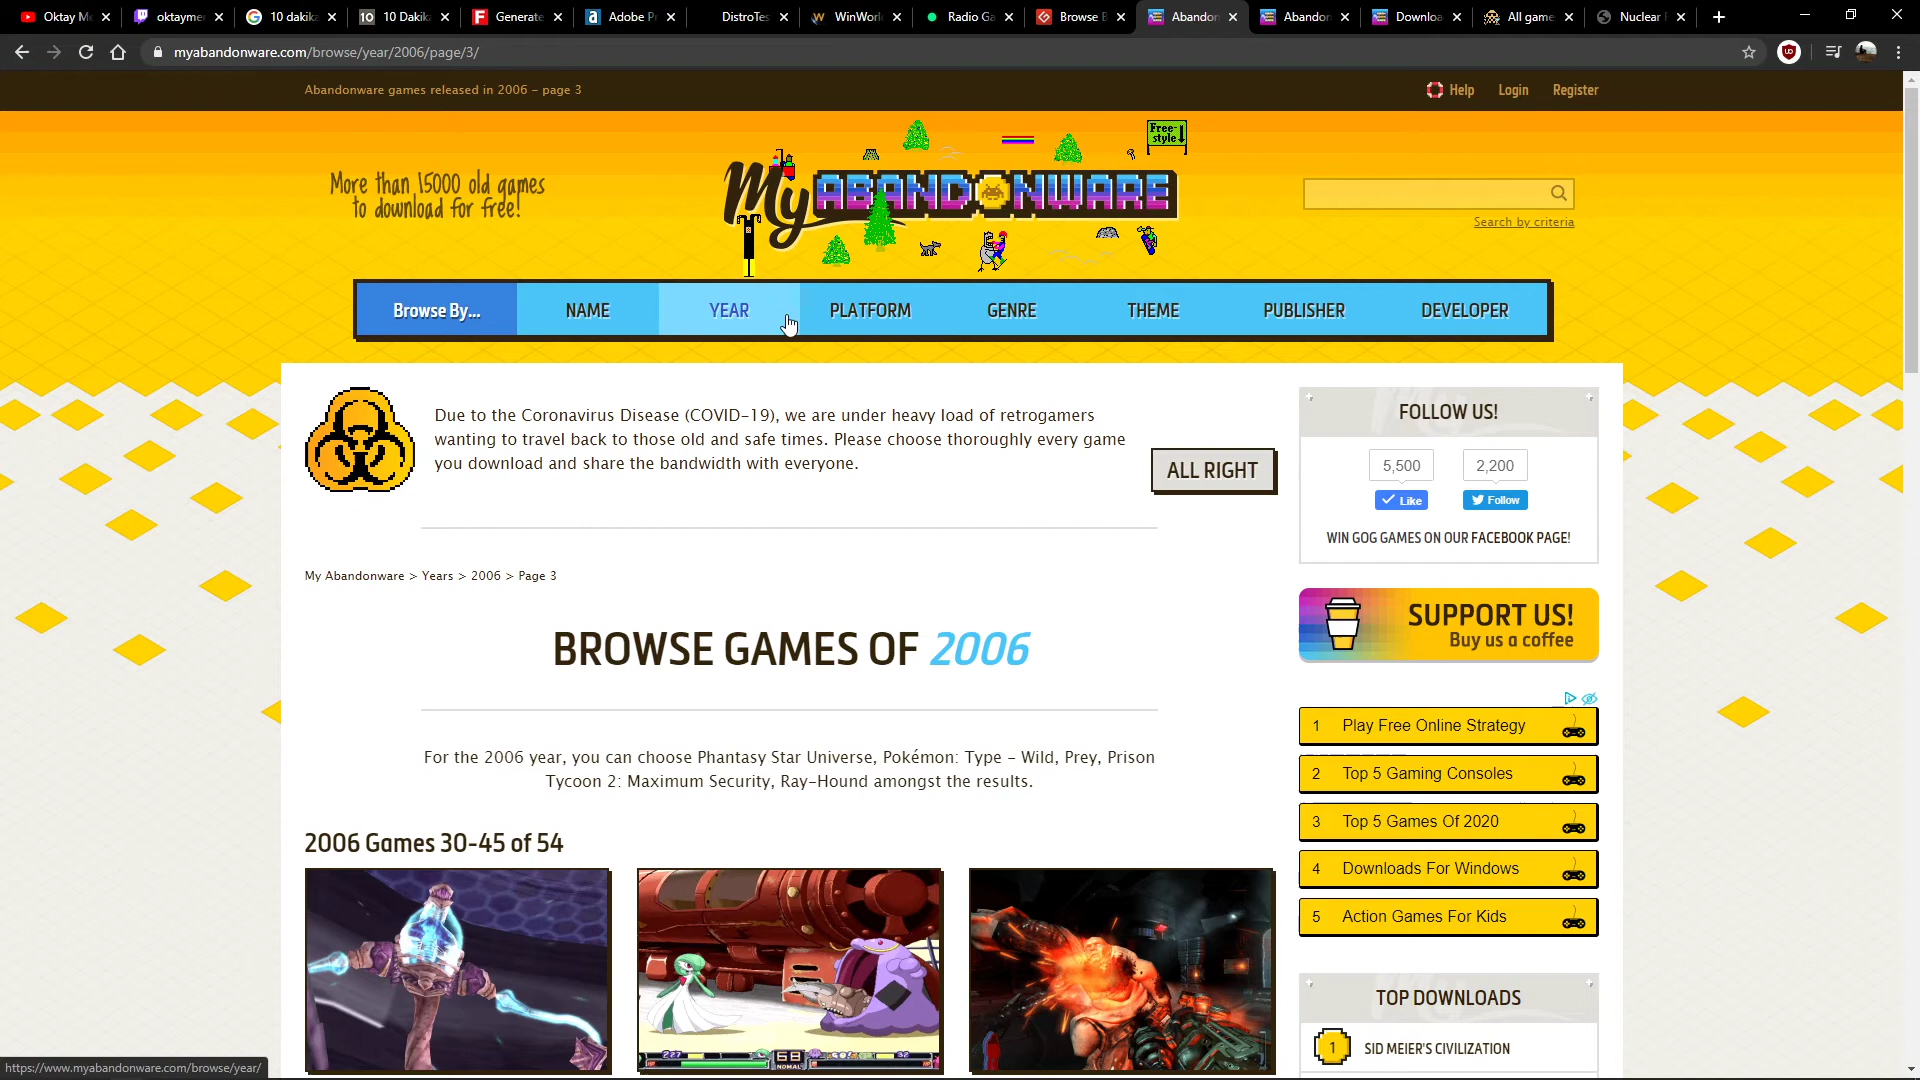 Oktay Me
oktaymer
10 dakika
10 Dakik
Generate
Adobe P
DistroTes
WinWorl
Radio Ga
Browse B
Abandon
Abandon
Downloa
All game
Nuclear
myabandonware.com/browse/year/2006/page/3/
Abandonware games released in 2006 – page 3
Help
Login
Register
More than 15000 old games
to download for free!
My ABANDONWARE
Free-
style
Search by criteria
Browse By...
NAME
YEAR
PLATFORM
GENRE
THEME
PUBLISHER
DEVELOPER
Due to the Coronavirus Disease (COVID-19), we are under heavy load of retrogamers
wanting to travel back to those old and safe times. Please choose thoroughly every game
you download and share the bandwidth with everyone.
ALL RIGHT
My Abandonware > Years > 2006 > Page 3
BROWSE GAMES OF 2006
For the 2006 year, you can choose Phantasy Star Universe, Pokémon: Type – Wild, Prey, Prison
Tycoon 2: Maximum Security, Ray-Hound amongst the results.
2006 Games 30-45 of 54
227
68
NORMAL
32
FOLLOW US!
5,500
2,200
Like
Follow
WIN GOG GAMES ON OUR FACEBOOK PAGE!
SUPPORT US!
Buy us a coffee
1 Play Free Online Strategy
2 Top 5 Gaming Consoles
3 Top 5 Games Of 2020
4 Downloads For Windows
5 Action Games For Kids
TOP DOWNLOADS
1 SID MEIER'S CIVILIZATION
https://www.myabandonware.com/browse/year/